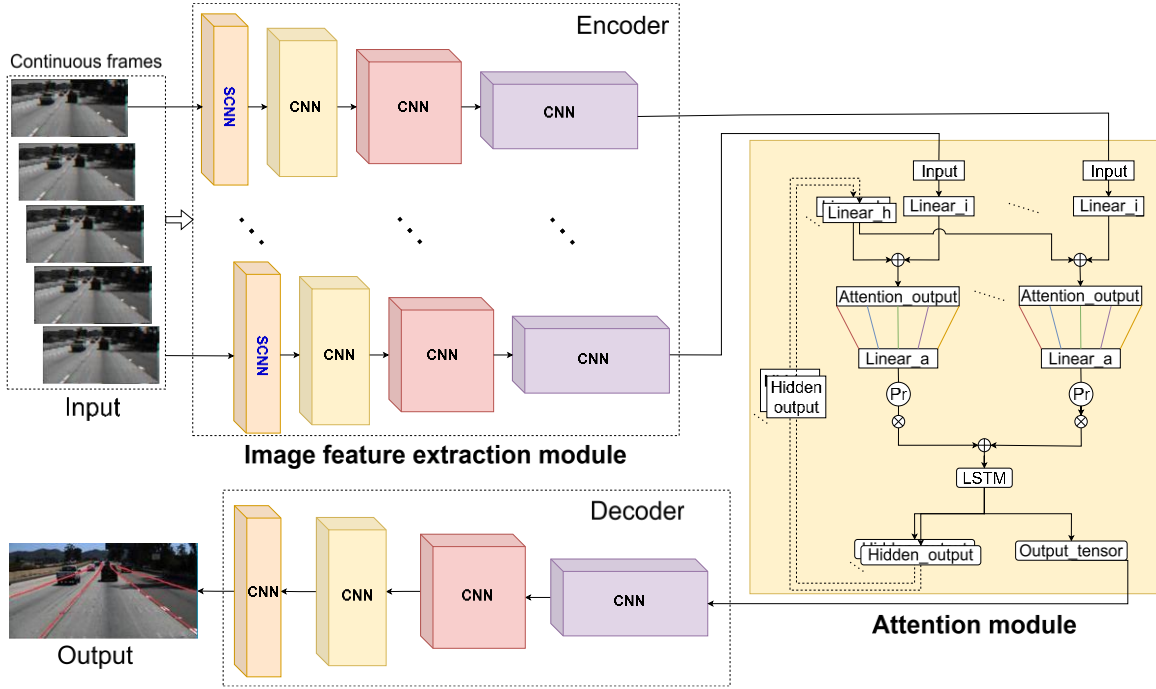 Encoder
Continuous frames
SCNN
CNN
CNN
CNN
Input
Input
Linear_h
Linear_i
Linear_i
Attention_output
Attention_output
SCNN
CNN
CNN
CNN
Linear_a
Linear_a
Hidden
output
Pr
Pr
Input
Image feature extraction module
LSTM
Decoder
Hidden_output
Output_tensor
CNN
CNN
CNN
CNN
Attention module
Output